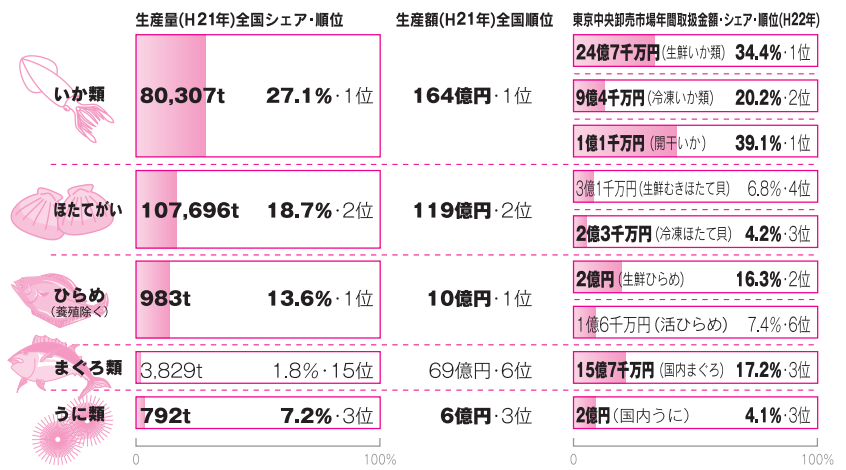 生産量(H21年)全国シェア・順位 生産額(H21年)全国順位 東京中央卸売市場年間取扱金額・シェア・順位(H22年)
いか類 80,307t 27.1%・1位 164億円・1位
24億7千万円(生鮮いか類) 34.4%・1位
9億4千万円(冷凍いか類) 20.2%・2位
1億1千万円(開干いか) 39.1%・1位
ほたてがい 107,696t 18.7%・2位 119億円・2位
3億1千万円(生鮮むきほたて貝) 6.8%・4位
2億3千万円(冷凍ほたて貝) 4.2%・3位
ひらめ 983t 13.6%・1位 10億円・1位
(養殖除く)
2億円(生鮮ひらめ) 16.3%・2位
1億6千万円(活ひらめ) 7.4%・6位
まぐろ類 3,829t 1.8%・15位 69億円・6位 15億7千万円(国内まぐろ) 17.2%・3位
うに類 792t 7.2%・3位 6億円・3位 2億円(国内うに) 4.1%・3位
0 100% 0 100%